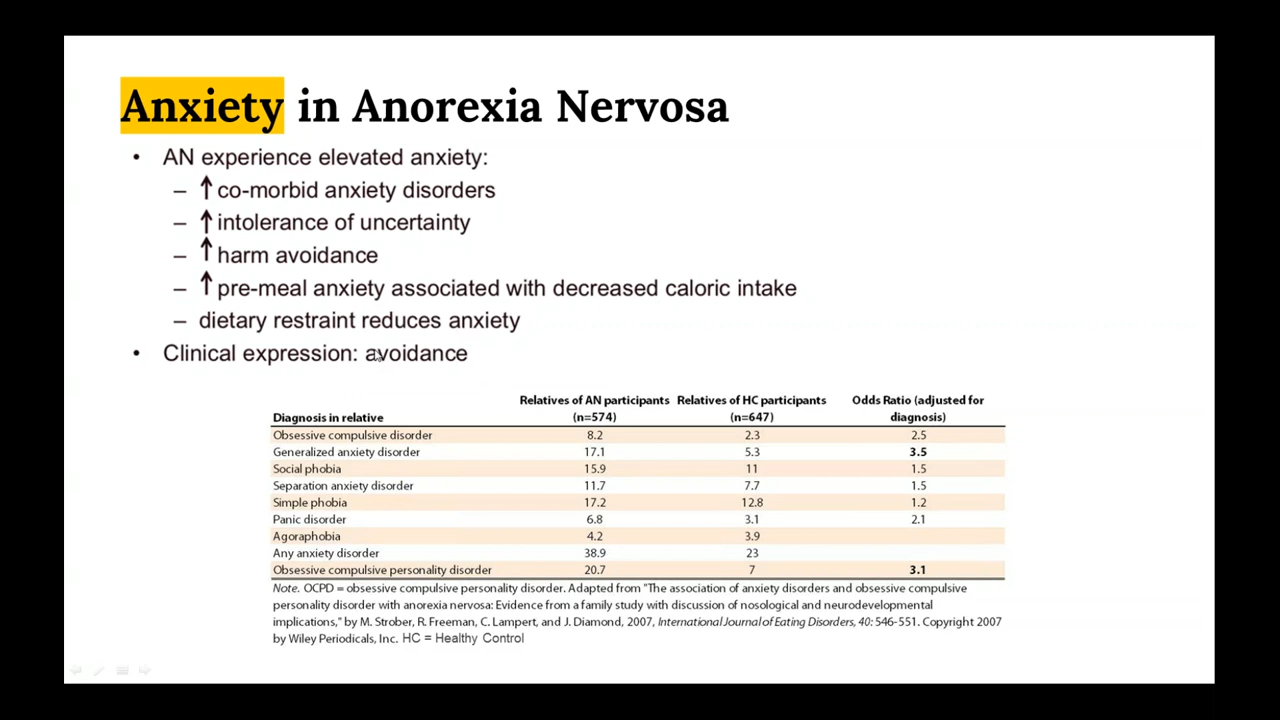 Anxiety in Anorexia Nervosa
• AN experience elevated anxiety:
– ↑ co-morbid anxiety disorders
– ↑ intolerance of uncertainty
– ↑ harm avoidance
– ↑ pre-meal anxiety associated with decreased caloric intake
– dietary restraint reduces anxiety
• Clinical expression: avoidance
Relatives of AN participants Relatives of HC participants Odds Ratio (adjusted for
Diagnosis in relative (n=574) (n=647) diagnosis)
Obsessive compulsive disorder 8.2 2.3 2.5
Generalized anxiety disorder 17.1 5.3 3.5
Social phobia 15.9 11 1.5
Separation anxiety disorder 11.7 7.7 1.5
Simple phobia 17.2 12.8 1.2
Panic disorder 6.8 3.1 2.1
Agoraphobia 4.2 3.9
Any anxiety disorder 38.9 23
Obsessive compulsive personality disorder 20.7 7 3.1
Note. OCPD = obsessive compulsive personality disorder. Adapted from "The association of anxiety disorders and obsessive compulsive
personality disorder with anorexia nervosa: Evidence from a family study with discussion of nosological and neurodevelopmental
implications," by M. Strober, R. Freeman, C. Lampert, and J. Diamond, 2007, International Journal of Eating Disorders, 40: 546-551. Copyright 2007
by Wiley Periodicals, Inc. HC = Healthy Control